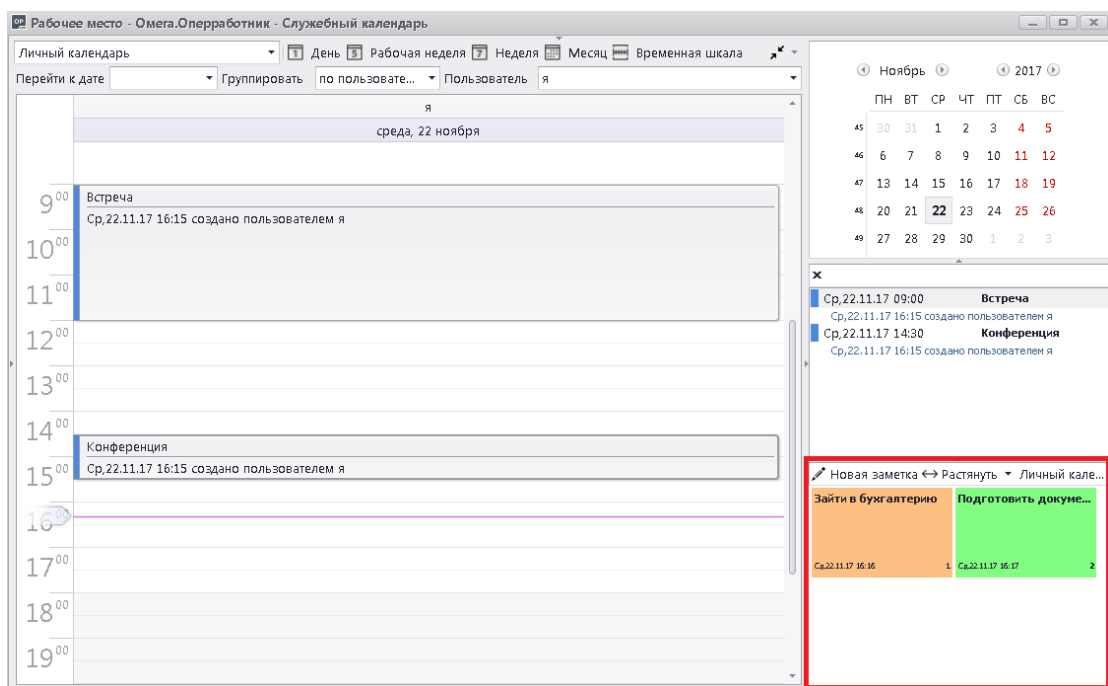 Рабочее место - Омега.Оперработник - Служебный календарь
Личный календарь 1 День 5 Рабочая неделя 7 Неделя Месяц Временная шкала
Перейти к дате Группировать по пользовате... Пользователь я
я
среда, 22 ноября
9 00
Встреча
Ср,22.11.17 16:15 создано пользователем я
10 00
11 00
12 00
13 00
14 00
Конференция
15 00
Ср,22.11.17 16:15 создано пользователем я
16 00
17 00
18 00
19 00
Ноябрь 2017
ПН ВТ СР ЧТ ПТ СБ ВС
45 30 31 1 2 3 4 5
46 6 7 8 9 10 11 12
47 13 14 15 16 17 18 19
48 20 21 22 23 24 25 26
49 27 28 29 30 1 2 3
Ср,22.11.17 09:00 Встреча
Ср,22.11.17 16:15 создано пользователем я
Ср,22.11.17 14:30 Конференция
Ср,22.11.17 16:15 создано пользователем я
Новая заметка Растянуть Личный кале...
Зайти в бухгалтерию
Ср,22.11.17 16:16 1
Подготовить докуме...
Ср,22.11.17 16:17 2